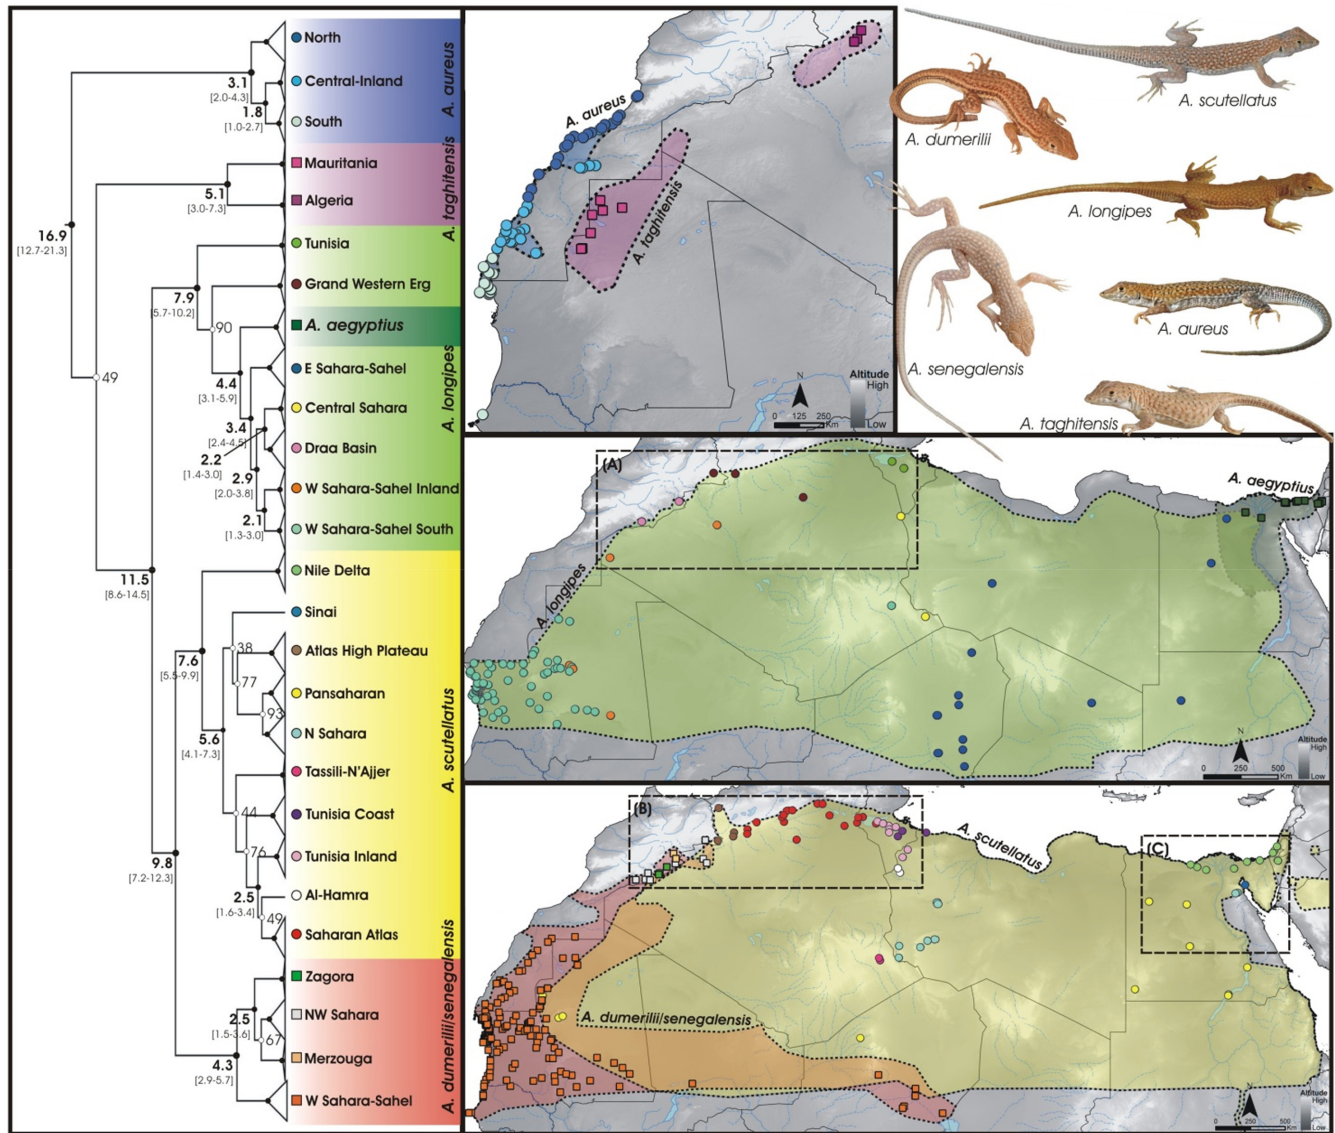 North
Central-Inland
South
Mauritania
Algeria
Tunisia
Grand Western Erg
A. aegyptius
E Sahara-Sahel
Central Sahara
Draa Basin
W Sahara-Sahel Inland
W Sahara-Sahel South
Nile Delta
Sinai
Atlas High Plateau
Pansaharan
N Sahara
Tassili-N'Ajjer
Tunisia Coast
Tunisia Inland
Al-Hamra
Saharan Atlas
Zagora
NW Sahara
Merzouga
W Sahara-Sahel
A. aureus
A. taghitensis
A. longipes
A. scutellatus
A. dumerilii/senegalensis
3.1
[2.0-4.3]
1.8
[1.0-2.7]
5.1
[3.0-7.3]
16.9
[12.7-21.3]
7.9
[5.7-10.2]
90
49
4.4
[3.1-5.9]
3.4
[2.4-4.5]
2.2
[1.4-3.0]
2.9
[2.0-3.8]
2.1
[1.3-3.0]
11.5
[8.6-14.5]
38
7.6
[5.5-9.9]
77
93
5.6
[4.1-7.3]
44
76
9.8
[7.2-12.3]
2.5
[1.6-3.4]
49
2.5
[1.5-3.6]
67
4.3
[2.9-5.7]
A. aureus
A. taghitensis
N
0 125 250
Km
Altitude
High
Low
A. scutellatus
A. dumerilii
A. longipes
A. senegalensis
A. aureus
A. taghitensis
(A)
A. aegyptius
A. longipes
N
0 250 500
Km
Altitude
High
Low
(B)
A. scutellatus
(C)
A. dumerilii/senegalensis
N
0 250 500
Km
Altitude
High
Low